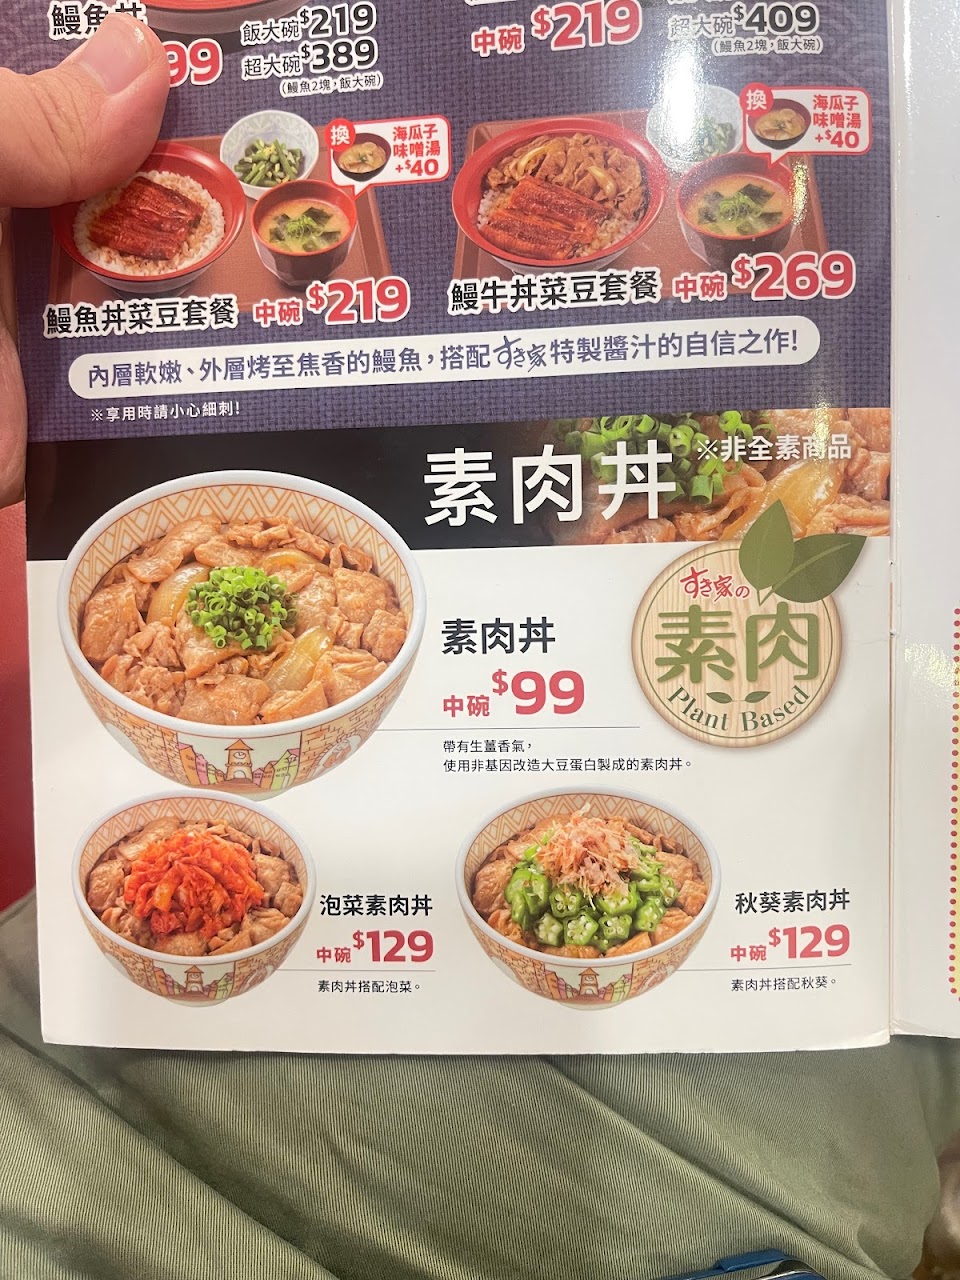 鰻魚丼
飯大碗$219
99
超大碗$389
(鰻魚2塊,飯大碗)
中碗 $219
超大碗$409
(鰻魚2塊,飯大碗)
換
海瓜子
味噌湯
+$40
換
海瓜子
味噌湯
+$40
鰻魚丼菜豆套餐 中碗 $219
鰻牛丼菜豆套餐 中碗 $269
內層軟嫩、外層烤至焦香的鰻魚,搭配すき家特製醬汁的自信之作!
※享用時請小心細刺!
素肉丼 ※非全素商品
すき家の
素肉
Plant Based
素肉丼
中碗 $99
帶有生薑香氣,
使用非基因改造大豆蛋白製成的素肉丼。
泡菜素肉丼
中碗 $129
素肉丼搭配泡菜。
秋葵素肉丼
中碗 $129
素肉丼搭配秋葵。